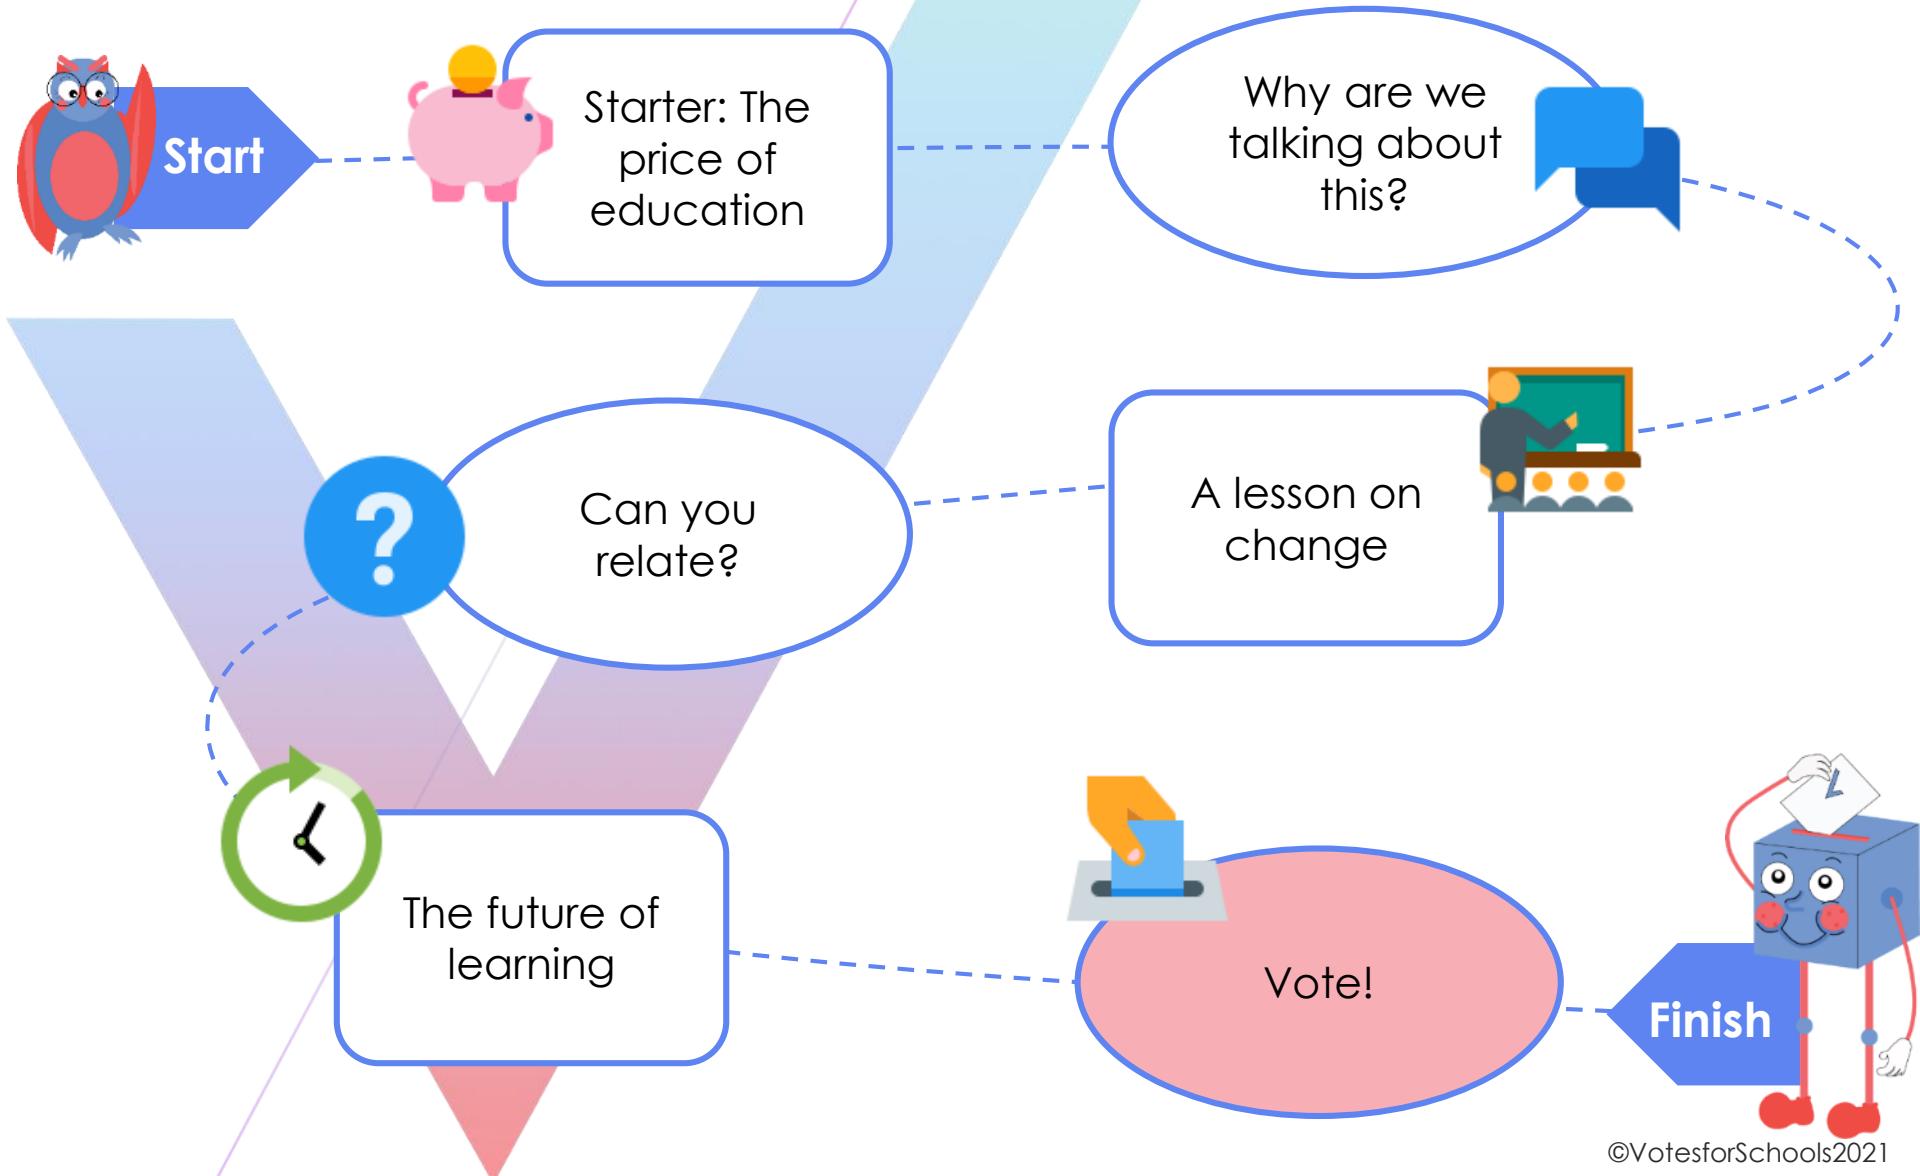 Start
Starter: The
price of
education
Why are we
talking about
this?
A lesson on
change
Can you
relate?
The future of
learning
Vote!
Finish
©VotesforSchools2021